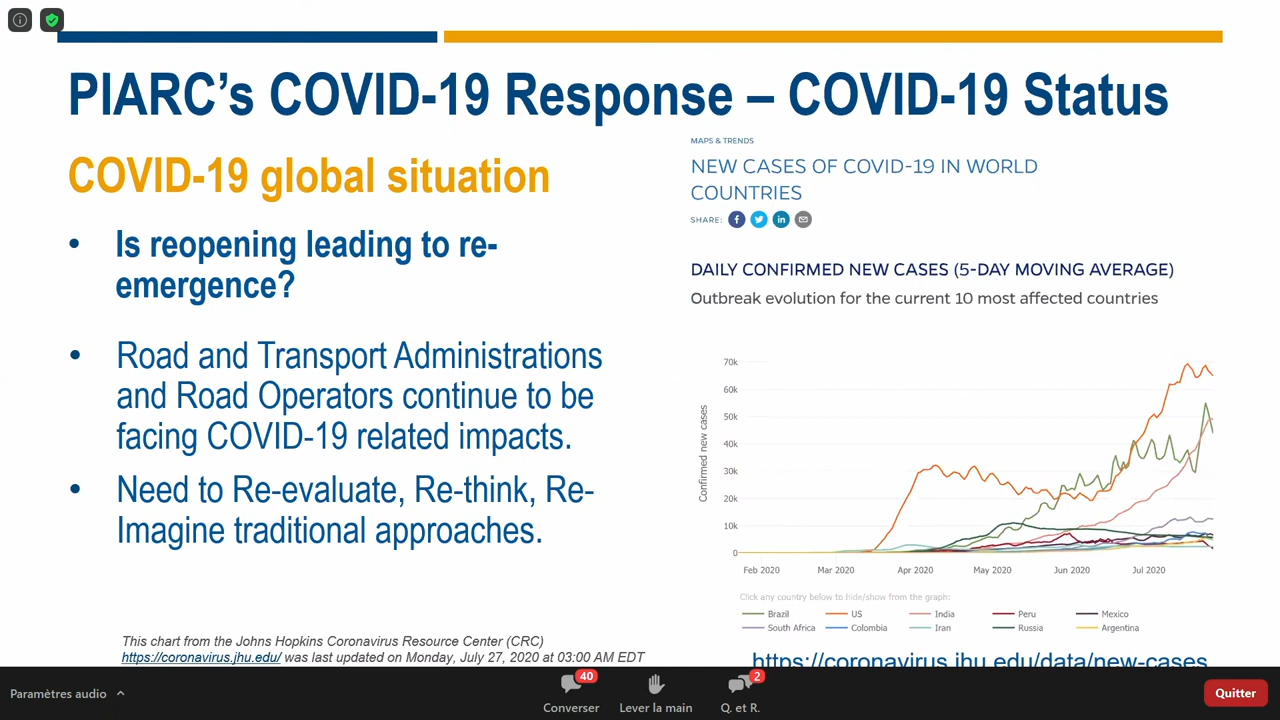 PIARC's COVID-19 Response – COVID-19 Status
COVID-19 global situation
• Is reopening leading to re-
emergence?
• Road and Transport Administrations
and Road Operators continue to be
facing COVID-19 related impacts.
• Need to Re-evaluate, Re-think, Re-
Imagine traditional approaches.
This chart from the Johns Hopkins Coronavirus Resource Center (CRC)
https://coronavirus.jhu.edu/ was last updated on Monday, July 27, 2020 at 03:00 AM EDT
MAPS & TRENDS
NEW CASES OF COVID-19 IN WORLD
COUNTRIES
SHARE:
DAILY CONFIRMED NEW CASES (5-DAY MOVING AVERAGE)
Outbreak evolution for the current 10 most affected countries
Confirmed new cases
70k
60k
50k
40k
30k
20k
10k
0
Feb 2020 Mar 2020 Apr 2020 May 2020 Jun 2020 Jul 2020
Click any country below to hide/show from the graph:
Brazil US India Peru Mexico
South Africa Colombia Iran Russia Argentina
https://coronavirus.jhu.edu/data/new-cases
Paramètres audio
40
Converser
Lever la main
2
Q. et R.
Quitter